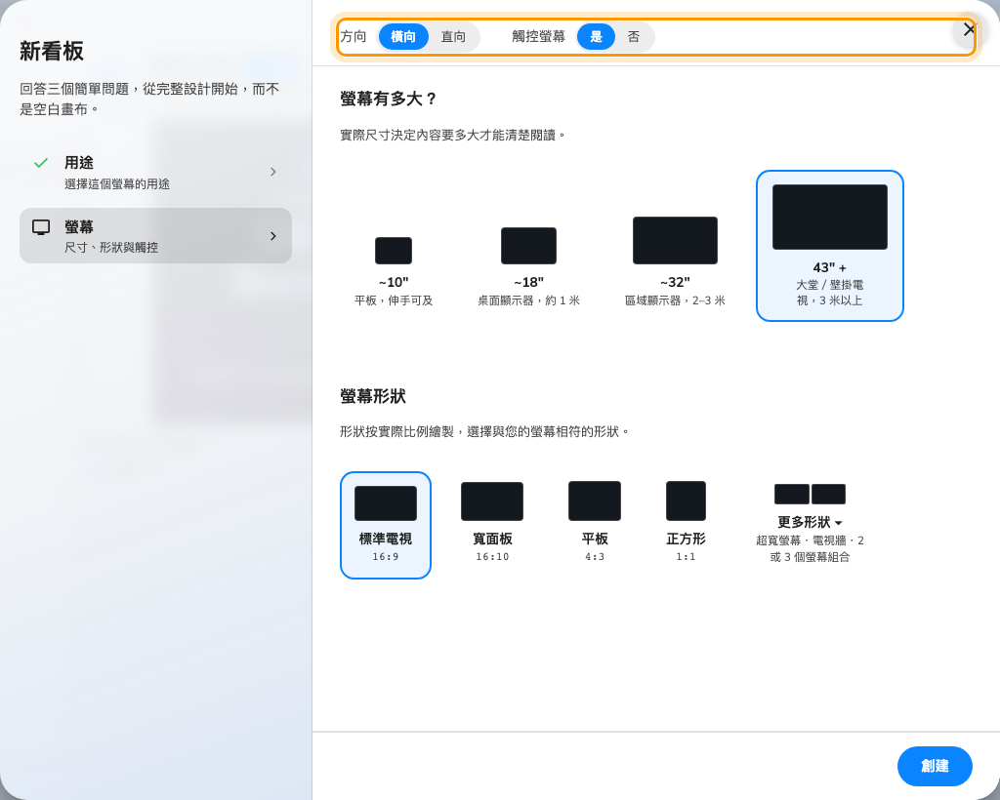 新看板
回答三個簡單問題，從完整設計開始，而不
是空白畫布。
用途
選擇這個螢幕的用途
螢幕
尺寸、形狀與觸控
方向 橫向 直向 觸控螢幕 是 否
螢幕有多大？
實際尺寸決定內容要多大才能清楚閱讀。
~10"
平板，伸手可及
~18"
桌面顯示器，約 1 米
~32"
區域顯示器，2–3 米
43" +
大堂 / 壁掛電
視，3 米以上
螢幕形狀
形狀按實際比例繪製，選擇與您的螢幕相符的形狀。
標準電視
16:9
寬面板
16:10
平板
4:3
正方形
1:1
更多形狀
超寬螢幕 · 電視牆 · 2
或 3 個螢幕組合
創建